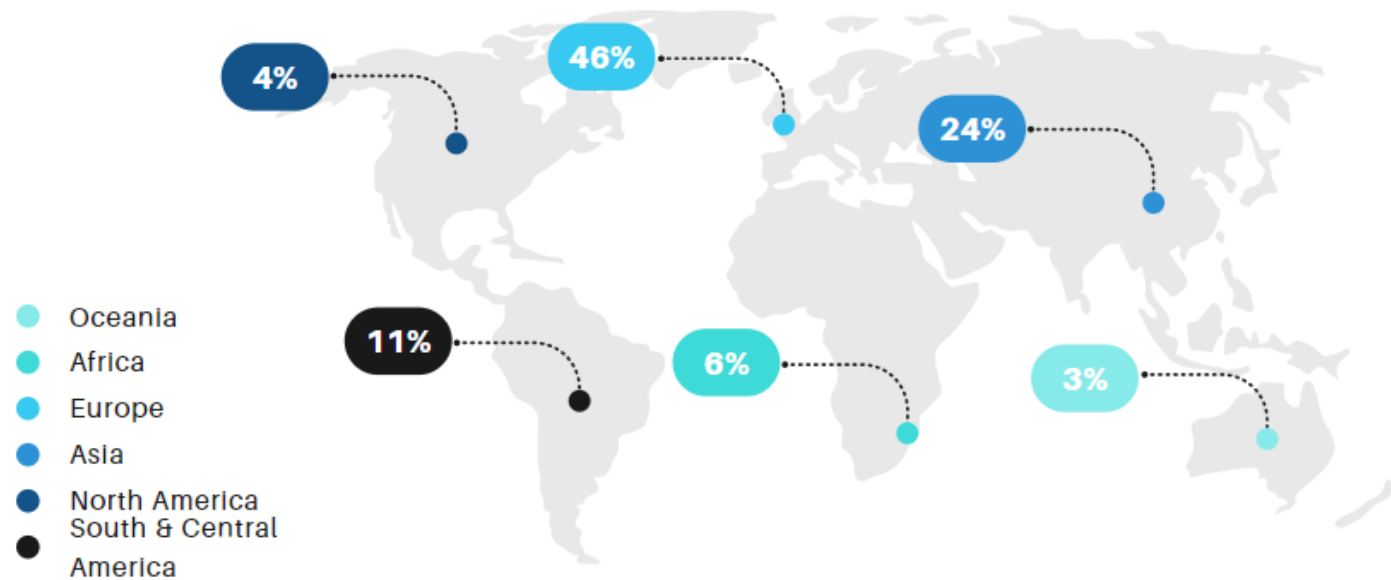 4%
46%
24%
11%
6%
3%
Oceania
Africa
Europe
Asia
North America
South & Central
America